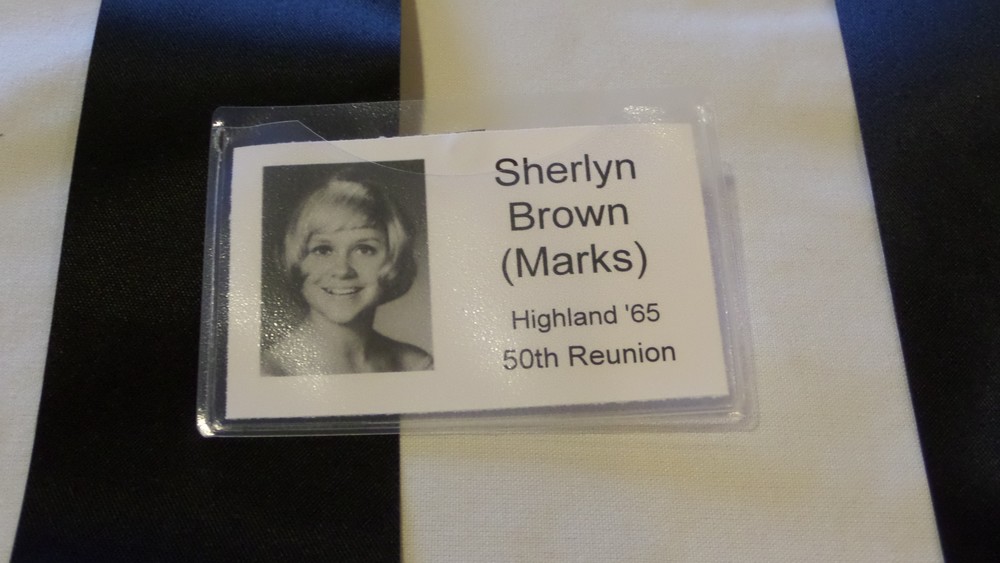 Sherlyn
Brown
(Marks)
Highland '65
50th Reunion